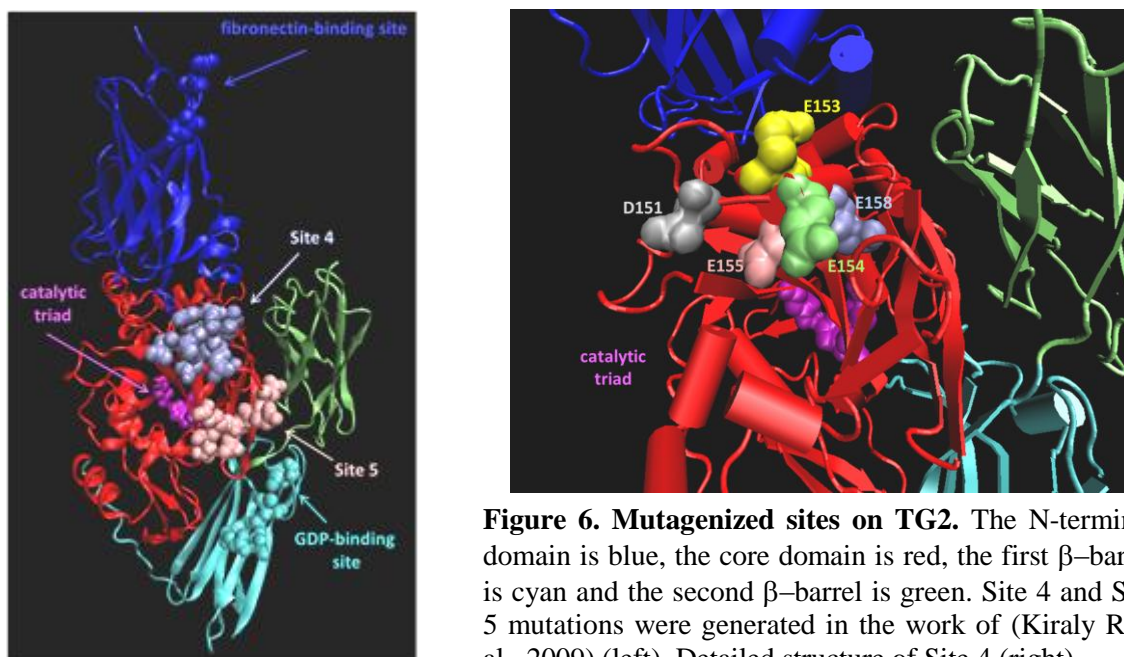 fibronectin-binding site
Site 4
catalytic
triad
Site 5
GDP-binding
site
E153
D151
E158
E155
E154
catalytic
triad
Figure 6. Mutagenized sites on TG2. The N-termin
domain is blue, the core domain is red, the first β–bar
is cyan and the second β–barrel is green. Site 4 and S
5 mutations were generated in the work of (Kiraly R
al., 2009) (left). Detailed structure of Site 4 (right)